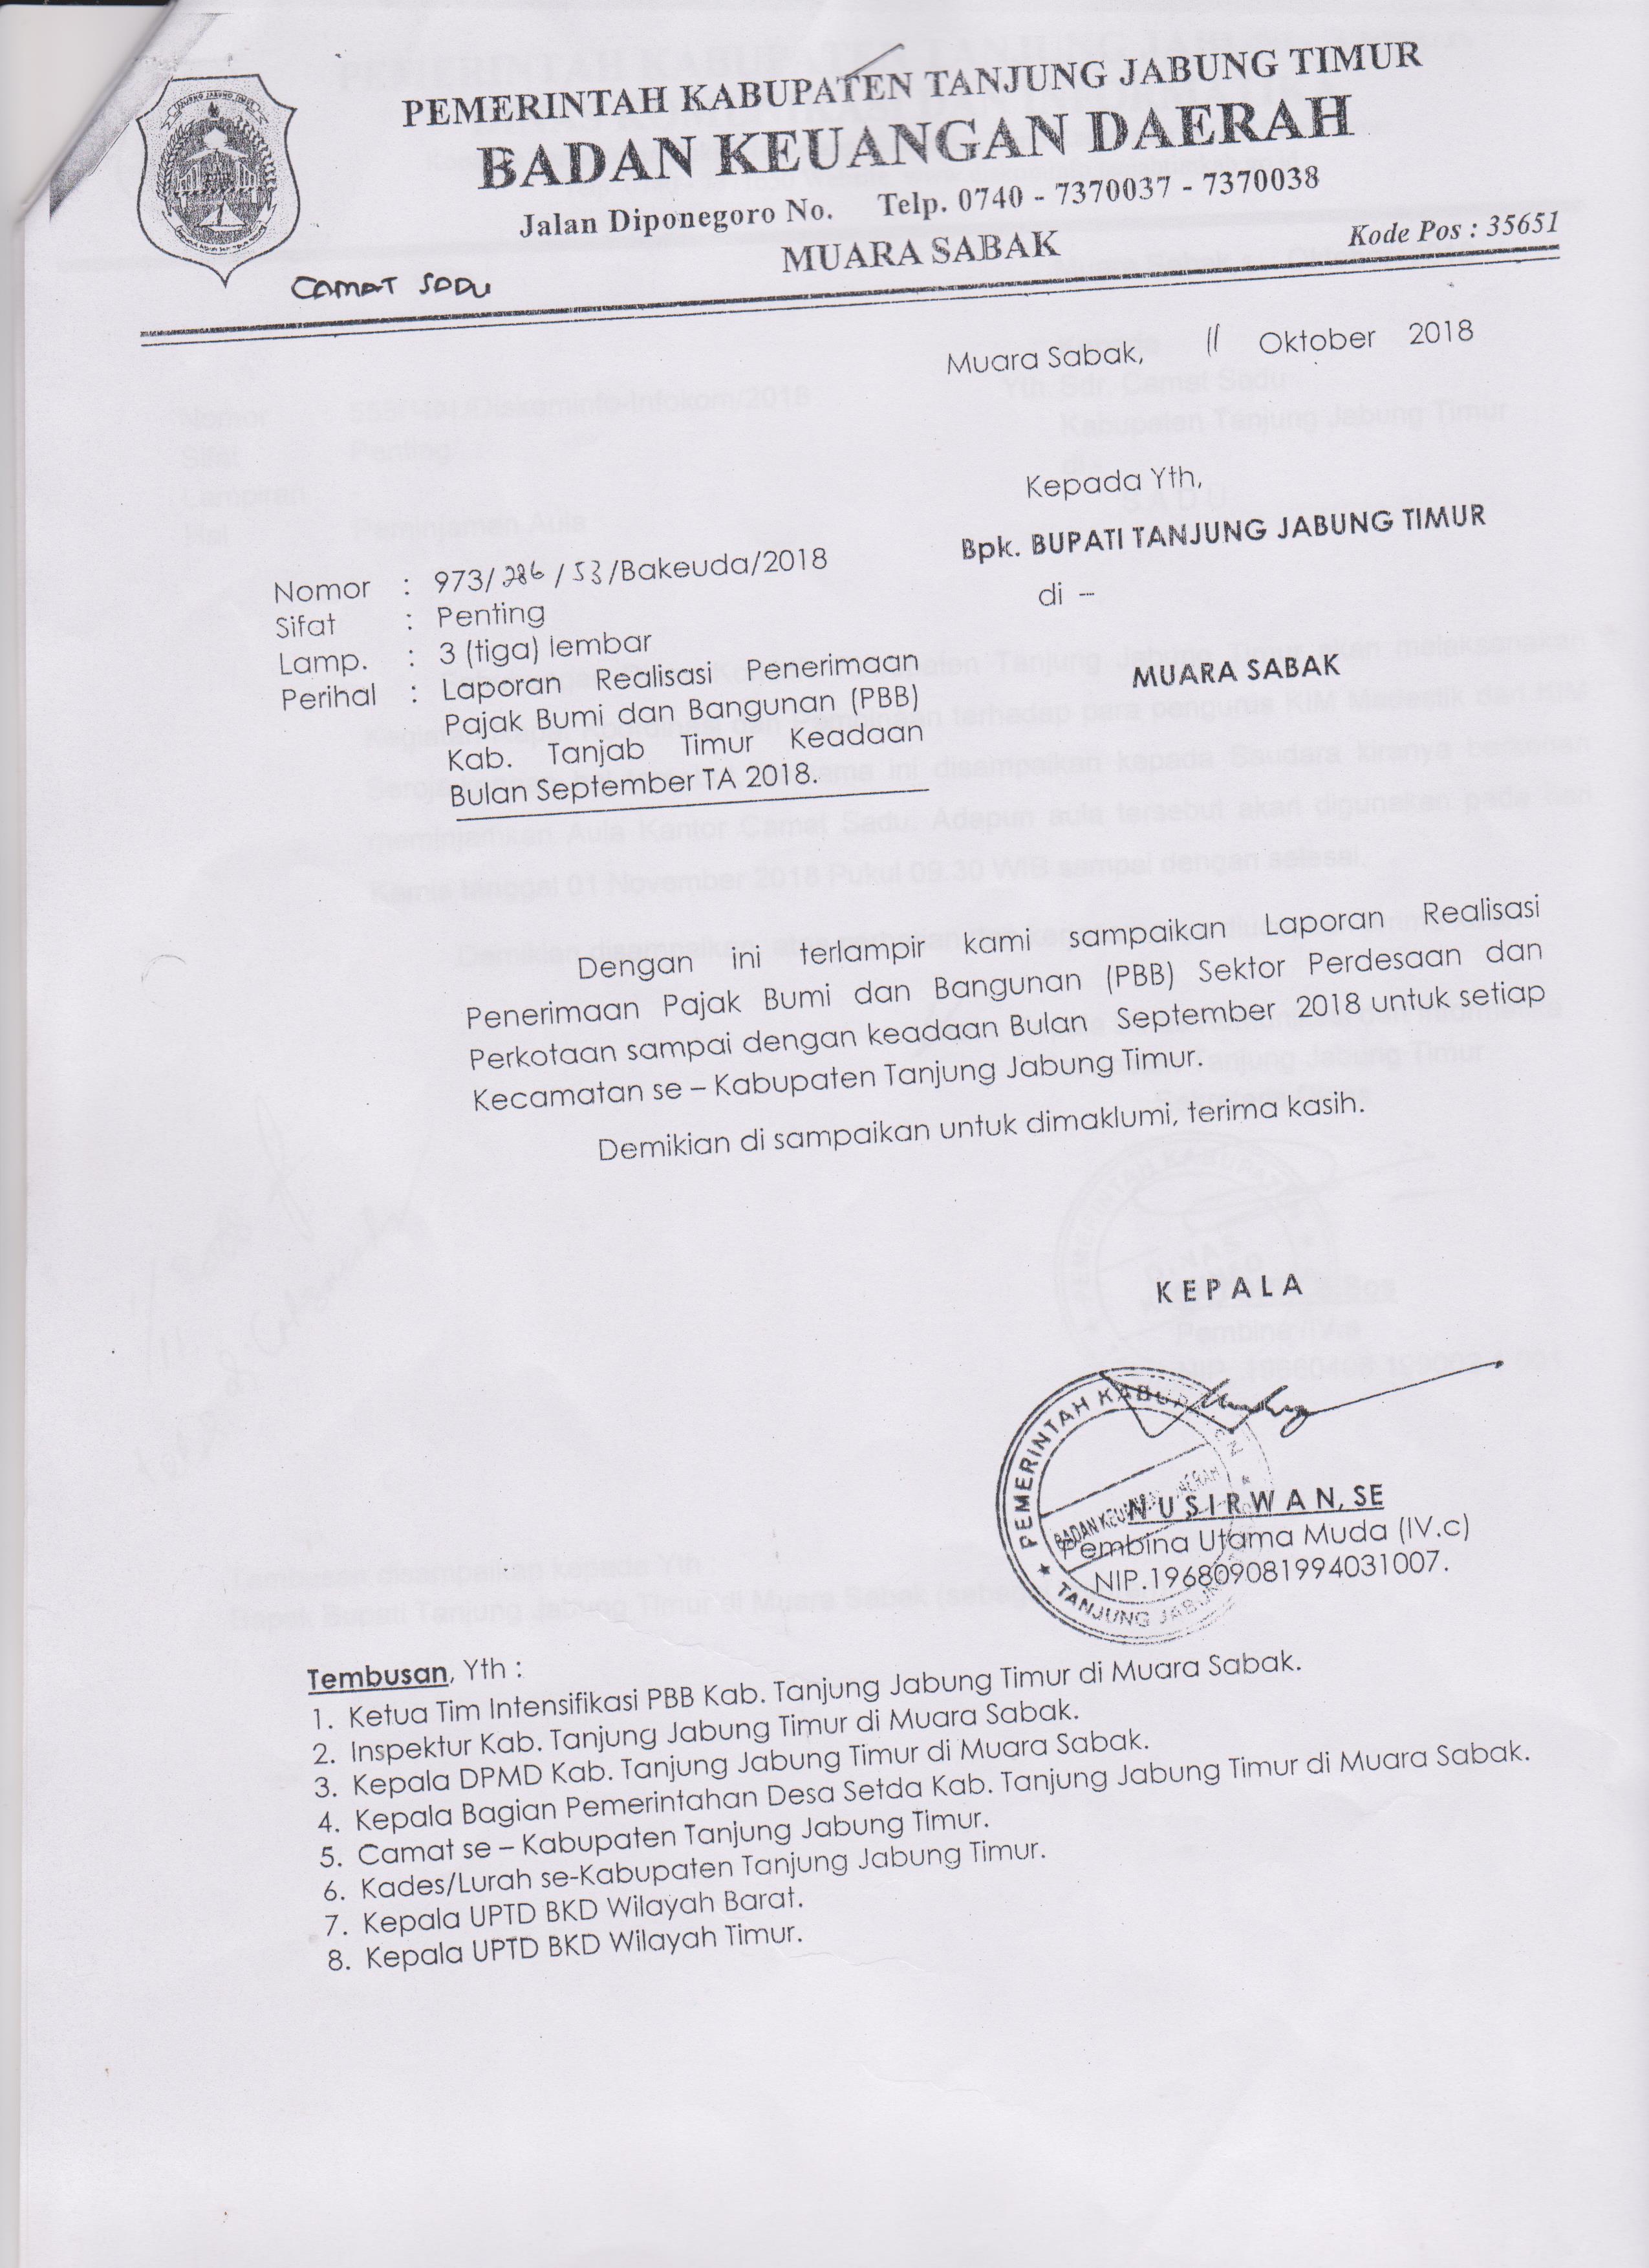 PEMERINTAH KABUPATEN TANJUNG JABUNG TIMUR
BADAN KEUANGAN DAERAH
Jalan Diponegoro No. Telp. 0740 - 7370037 - 7370038
MUARA SABAK
Kode Pos : 35651
CAMAT SADU
Muara Sabak, 11 Oktober 2018
Kepada Yth,
Bpk. BUPATI TANJUNG JABUNG TIMUR
di --
MUARA SABAK
Nomor : 973/286/53/Bakeuda/2018
Sifat : Penting
Lamp. : 3 (tiga) lembar
Perihal : Laporan Realisasi Penerimaan
Pajak Bumi dan Bangunan (PBB)
Kab. Tanjab Timur Keadaan
Bulan September TA 2018.
Dengan ini terlampir kami sampaikan Laporan Realisasi
Penerimaan Pajak Bumi dan Bangunan (PBB) Sektor Perdesaan dan
Perkotaan sampai dengan keadaan Bulan September 2018 untuk setiap
Kecamatan se – Kabupaten Tanjung Jabung Timur.
Demikian di sampaikan untuk dimaklumi, terima kasih.
K E P A L A
PEMERINTAH KABUPATEN
BADAN KEUANGAN DAERAH
TANJUNG JABUNG
N U S I R W A N, SE
Pembina Utama Muda (IV.c)
NIP.196809081994031007.
Tembusan, Yth :
1. Ketua Tim Intensifikasi PBB Kab. Tanjung Jabung Timur di Muara Sabak.
2. Inspektur Kab. Tanjung Jabung Timur di Muara Sabak.
3. Kepala DPMD Kab. Tanjung Jabung Timur di Muara Sabak.
4. Kepala Bagian Pemerintahan Desa Setda Kab. Tanjung Jabung Timur di Muara Sabak.
5. Camat se – Kabupaten Tanjung Jabung Timur.
6. Kades/Lurah se-Kabupaten Tanjung Jabung Timur.
7. Kepala UPTD BKD Wilayah Barat.
8. Kepala UPTD BKD Wilayah Timur.